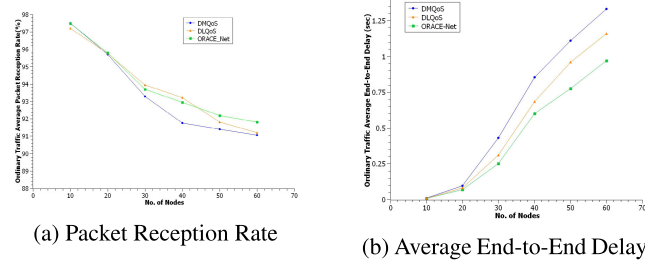 98
97
96
95
94
93
92
91
90
89
88
Ordinary Traffic Average Packet Reception Rate(%)
DMQoS
DLQoS
ORACE_Net
0 10 20 30 40 50 60 70
No. of Nodes
(a) Packet Reception Rate
1.25
1
0.75
0.5
0.25
0
Ordinary Traffic Average End-to-End Delay (sec)
DMQoS
DLQoS
ORACE-Net
0 10 20 30 40 50 60 70
No. of Nodes
(b) Average End-to-End Delay